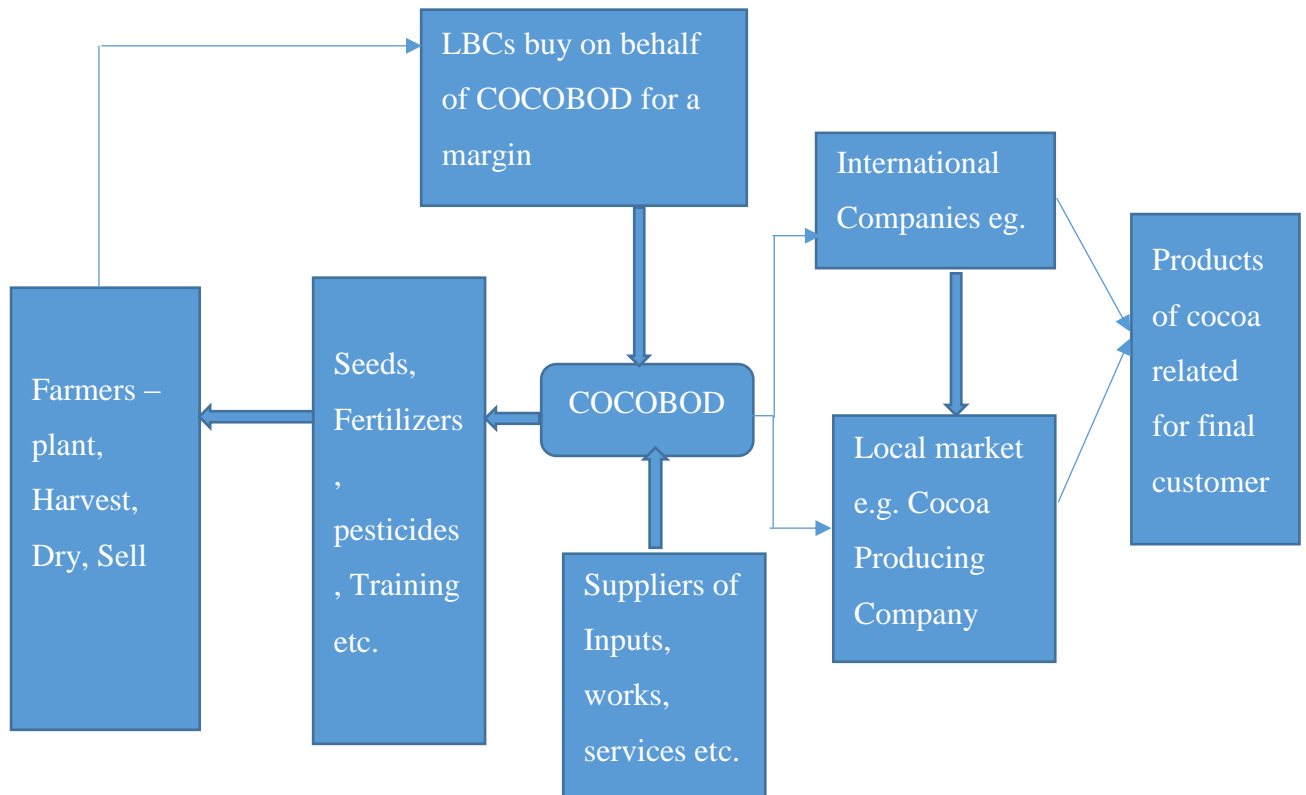 LBCs buy on behalf
of COCOBOD for a
margin
International
Companies eg.
Products
of cocoa
related
for final
customer
Farmers –
plant,
Harvest,
Dry, Sell
Seeds,
Fertilizers
,
pesticides
, Training
etc.
COCOBOD
Local market
e.g. Cocoa
Producing
Company
Suppliers of
Inputs,
works,
services etc.